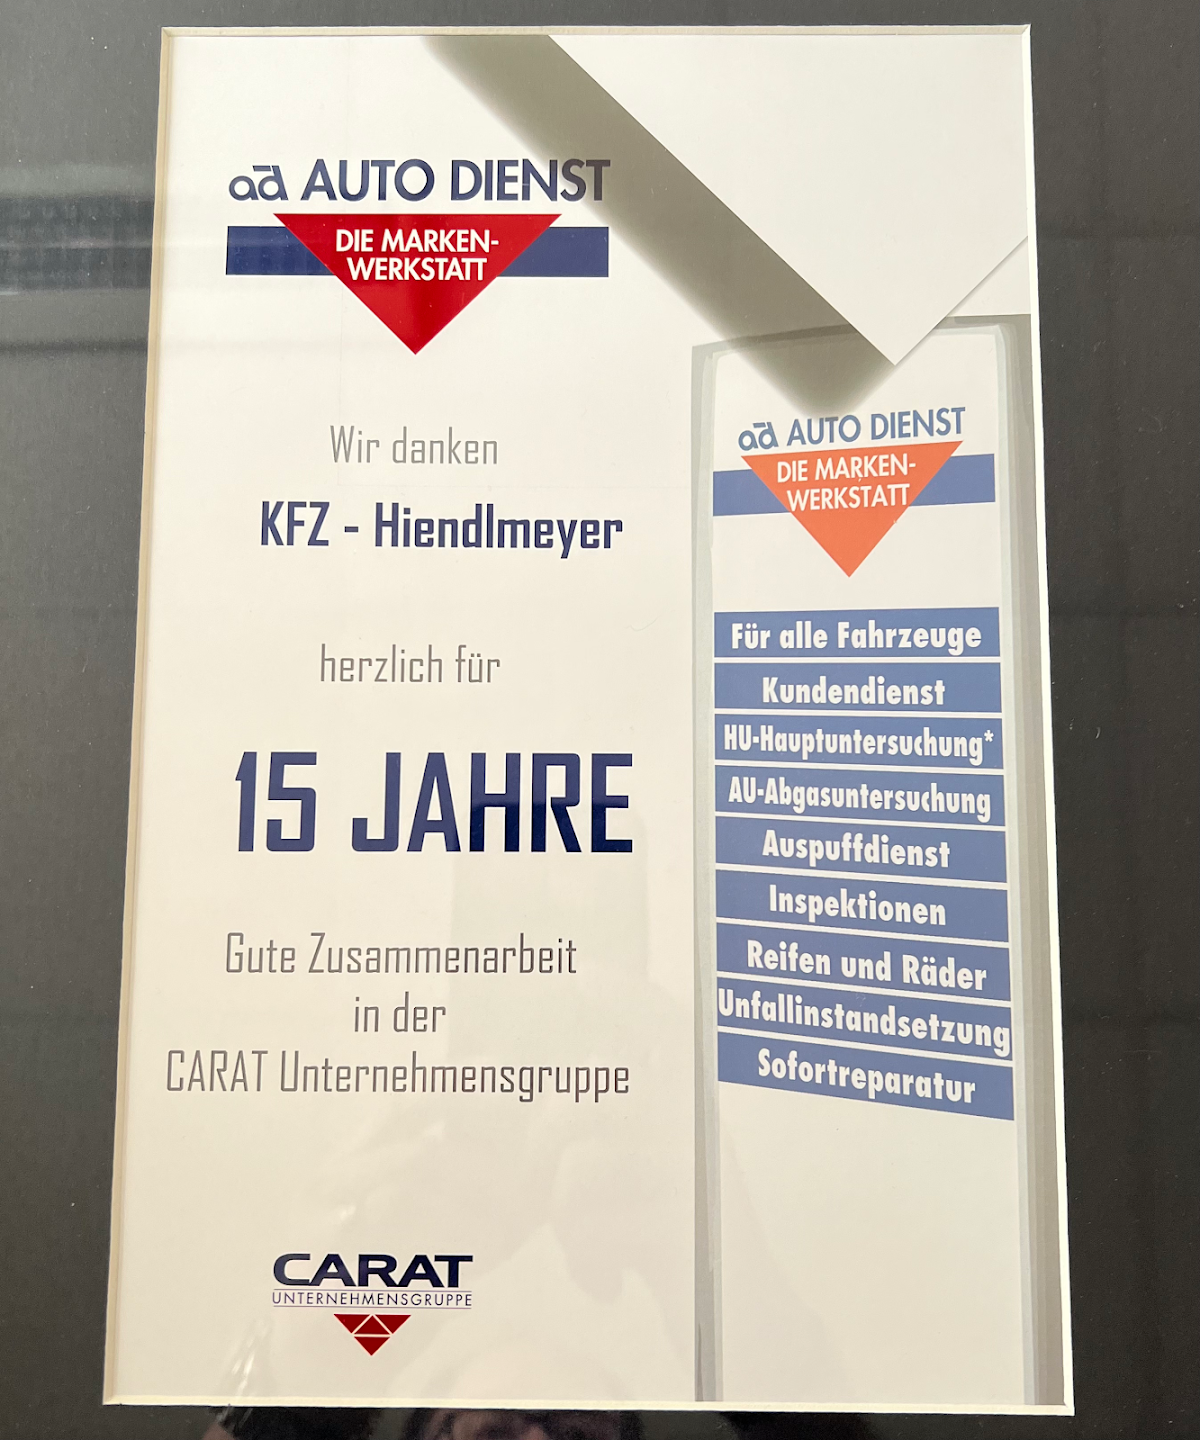 ad AUTO DIENST
DIE MARKEN-
WERKSTATT
Wir danken
KFZ - Hiendlmeyer
herzlich für
15 JAHRE
Gute Zusammenarbeit
in der
CARAT Unternehmensgruppe
CARAT
UNTERNEHMENSGRUPPE
ad AUTO DIENST
DIE MARKEN-
WERKSTATT
Für alle Fahrzeuge
Kundendienst
HU-Hauptuntersuchung*
AU-Abgasuntersuchung
Auspuffdienst
Inspektionen
Reifen und Räder
Unfallinstandsetzung
Sofortreparatur